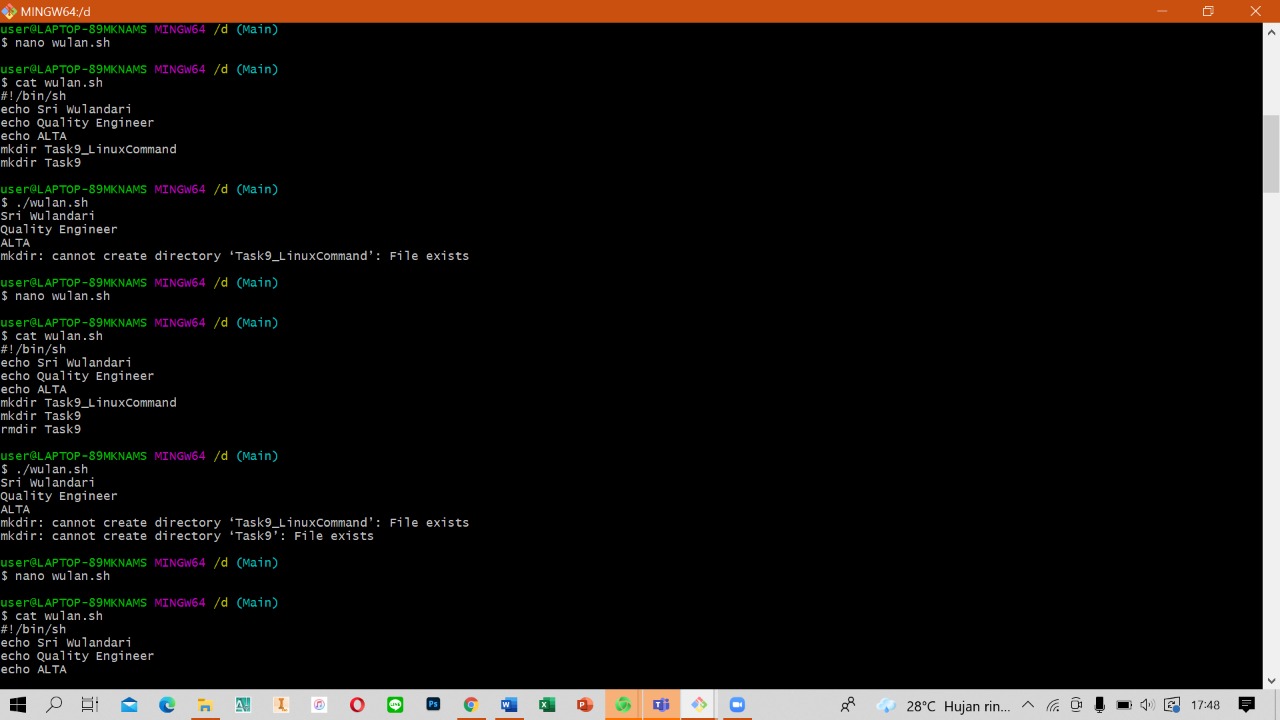 MINGW64:/d
user@LAPTOP-89MKNAMS MINGW64 /d (Main)
$ nano wulan.sh
user@LAPTOP-89MKNAMS MINGW64 /d (Main)
$ cat wulan.sh
#!/bin/sh
echo Sri Wulandari
echo Quality Engineer
echo ALTA
mkdir Task9_LinuxCommand
mkdir Task9
user@LAPTOP-89MKNAMS MINGW64 /d (Main)
$ ./wulan.sh
Sri Wulandari
Quality Engineer
ALTA
mkdir: cannot create directory ‘Task9_LinuxCommand’: File exists
user@LAPTOP-89MKNAMS MINGW64 /d (Main)
$ nano wulan.sh
user@LAPTOP-89MKNAMS MINGW64 /d (Main)
$ cat wulan.sh
#!/bin/sh
echo Sri Wulandari
echo Quality Engineer
echo ALTA
mkdir Task9_LinuxCommand
mkdir Task9
rmdir Task9
user@LAPTOP-89MKNAMS MINGW64 /d (Main)
$ ./wulan.sh
Sri Wulandari
Quality Engineer
ALTA
mkdir: cannot create directory ‘Task9_LinuxCommand’: File exists
mkdir: cannot create directory ‘Task9’: File exists
user@LAPTOP-89MKNAMS MINGW64 /d (Main)
$ nano wulan.sh
user@LAPTOP-89MKNAMS MINGW64 /d (Main)
$ cat wulan.sh
#!/bin/sh
echo Sri Wulandari
echo Quality Engineer
echo ALTA
28°C Hujan rin... 17:48